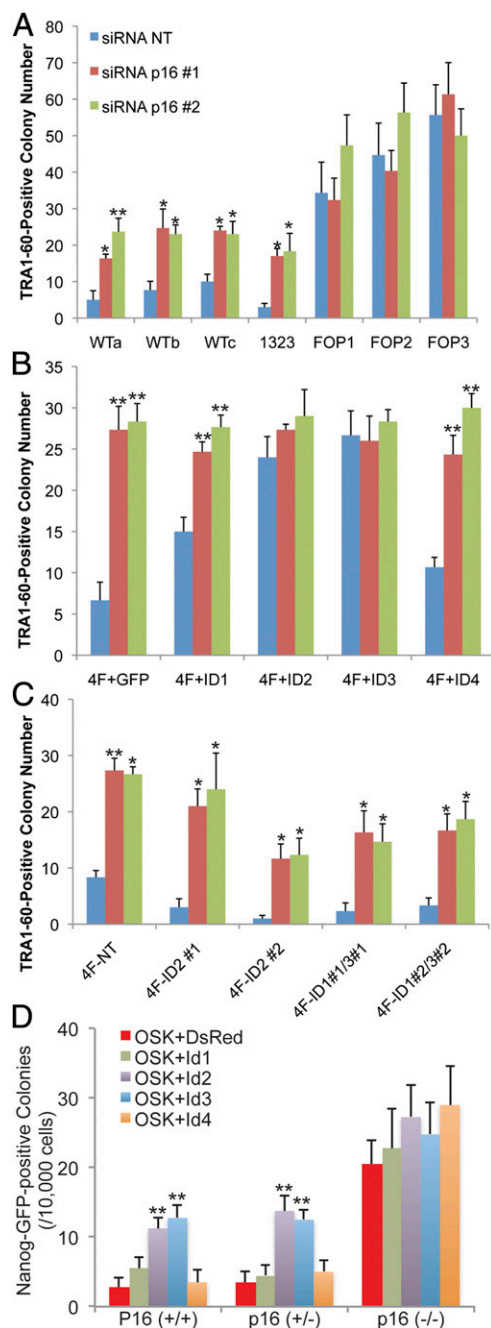 A
siRNA NT
siRNA p16 #1
siRNA p16 #2
TRA1-60-Positive Colony Number
70
60
50
40
30
20
10
0
* ** * * * * * *
WTa WTb WTc 1323 FOP1 FOP2 FOP3
B
TRA1-60-Positive Colony Number
35
30
25
20
15
10
5
0
** ** ** ** ** **
4F+GFP 4F+ID1 4F+ID2 4F+ID3 4F+ID4
C
TRA1-60-Positive Colony Number
40
30
20
10
0
** * * * * * * * * *
4F-NT 4F-ID2 #1 4F-ID2 #2 4F-ID1#1/3#1 4F-ID1#2/3#2
D
OSK+DsRed
OSK+Id1
OSK+Id2
OSK+Id3
OSK+Id4
Nanog-GFP-positive Colonies
(/10,000 cells)
40
30
20
10
0
** ** ** **
P16 (+/+) p16 (+/-) p16 (-/-)